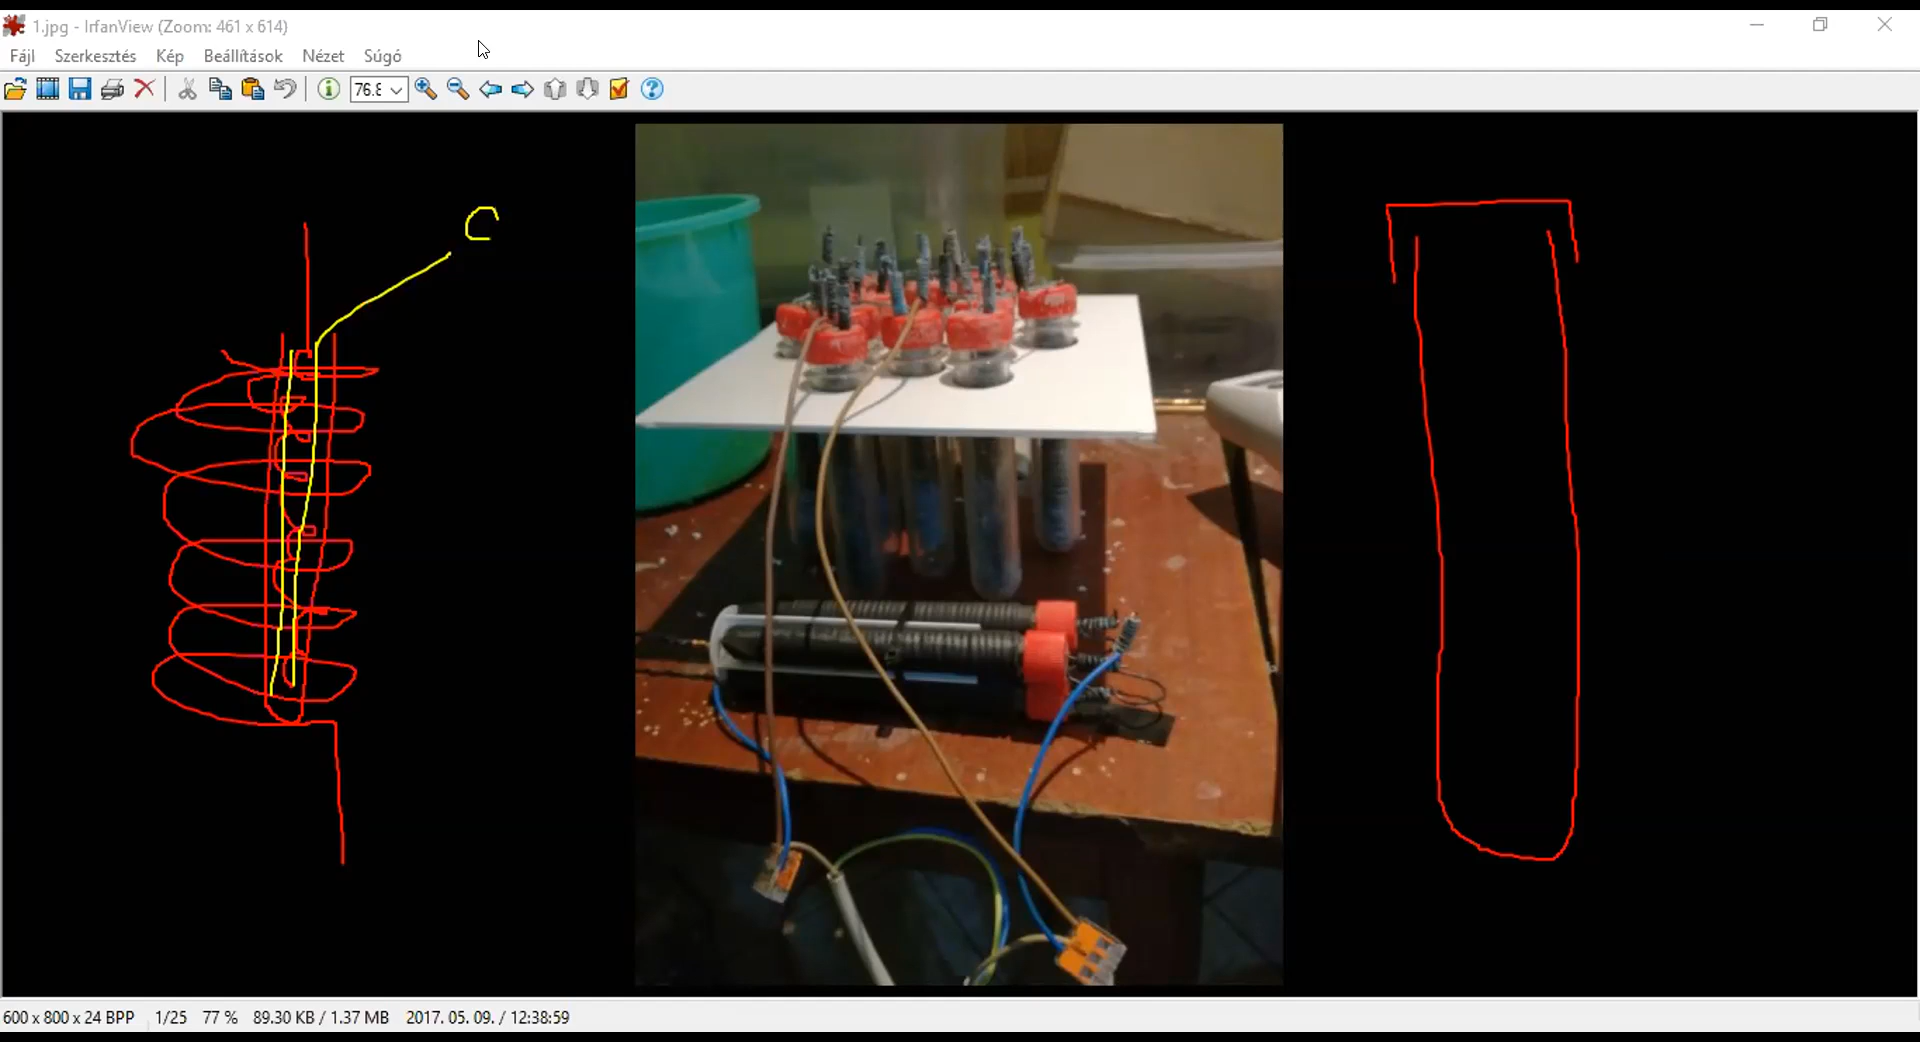 1.jpg - IrfanView (Zoom: 461 x 614)
Fájl Szerkesztés Kép Beállítások Nézet Súgó
76.8
600 x 800 x 24 BPP 1/25 77 % 89.30 KB / 1.37 MB 2017. 05. 09. / 12:38:59